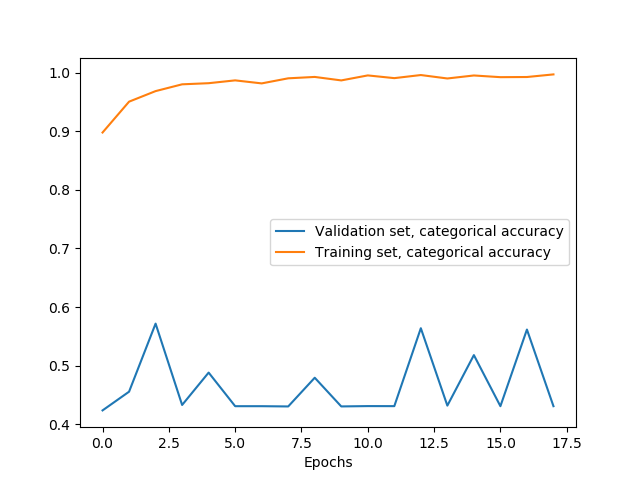 1.0
0.9
0.8
0.7
0.6
0.5
0.4
Validation set, categorical accuracy
Training set, categorical accuracy
0.0 2.5 5.0 7.5 10.0 12.5 15.0 17.5
Epochs